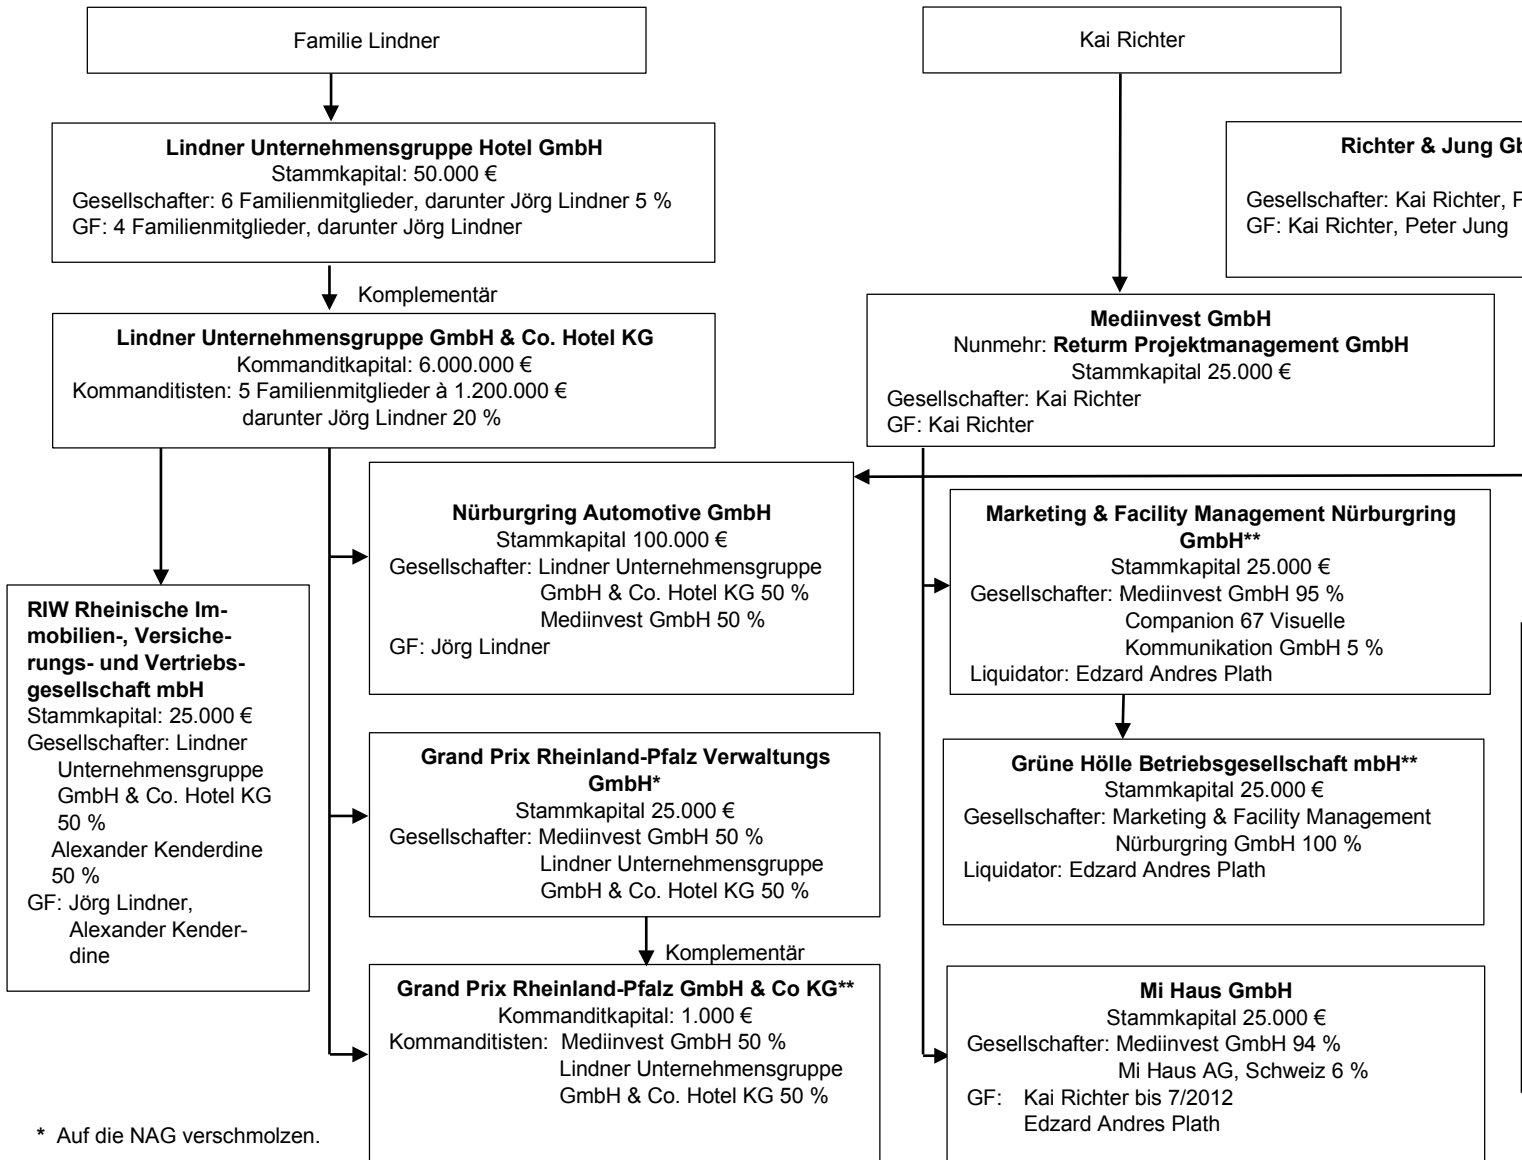 Familie Lindner
Kai Richter
Lindner Unternehmensgruppe Hotel GmbH
Stammkapital: 50.000 €
Gesellschafter: 6 Familienmitglieder, darunter Jörg Lindner 5 %
GF: 4 Familienmitglieder, darunter Jörg Lindner
Richter & Jung
Gesellschafter: Kai Richter,
GF: Kai Richter, Peter Jung
Komplementär
Lindner Unternehmensgruppe GmbH & Co. Hotel KG
Kommanditkapital: 6.000.000 €
Kommanditisten: 5 Familienmitglieder à 1.200.000 €
darunter Jörg Lindner 20 %
Mediinvest GmbH
Nunmehr: Returm Projektmanagement GmbH
Stammkapital 25.000 €
Gesellschafter: Kai Richter
GF: Kai Richter
Nürburgring Automotive GmbH
Stammkapital 100.000 €
Gesellschafter: Lindner Unternehmensgruppe
GmbH & Co. Hotel KG 50 %
Mediinvest GmbH 50 %
GF: Jörg Lindner
Marketing & Facility Management Nürburgring
GmbH**
Stammkapital 25.000 €
Gesellschafter: Mediinvest GmbH 95 %
Companion 67 Visuelle
Kommunikation GmbH 5 %
Liquidator: Edzard Andres Plath
RIW Rheinische Im-
mobilien-, Versiche-
rungs- und Vertriebs-
gesellschaft mbH
Stammkapital: 25.000 €
Gesellschafter: Lindner
Unternehmensgruppe
GmbH & Co. Hotel KG
50 %
Alexander Kenderdine
50 %
GF: Jörg Lindner,
Alexander Kender-
dine
Grand Prix Rheinland-Pfalz Verwaltungs
GmbH*
Stammkapital 25.000 €
Gesellschafter: Mediinvest GmbH 50 %
Lindner Unternehmensgruppe
GmbH & Co. Hotel KG 50 %
Grüne Hölle Betriebsgesellschaft mbH**
Stammkapital 25.000 €
Gesellschafter: Marketing & Facility Management
Nürburgring GmbH 100 %
Liquidator: Edzard Andres Plath
Komplementär
Grand Prix Rheinland-Pfalz GmbH & Co KG**
Kommanditkapital: 1.000 €
Kommanditisten: Mediinvest GmbH 50 %
Lindner Unternehmensgruppe
GmbH & Co. Hotel KG 50 %
Mi Haus GmbH
Stammkapital 25.000 €
Gesellschafter: Mediinvest GmbH 94 %
Mi Haus AG, Schweiz 6 %
GF: Kai Richter bis 7/2012
Edzard Andres Plath
* Auf die NAG verschmolzen.